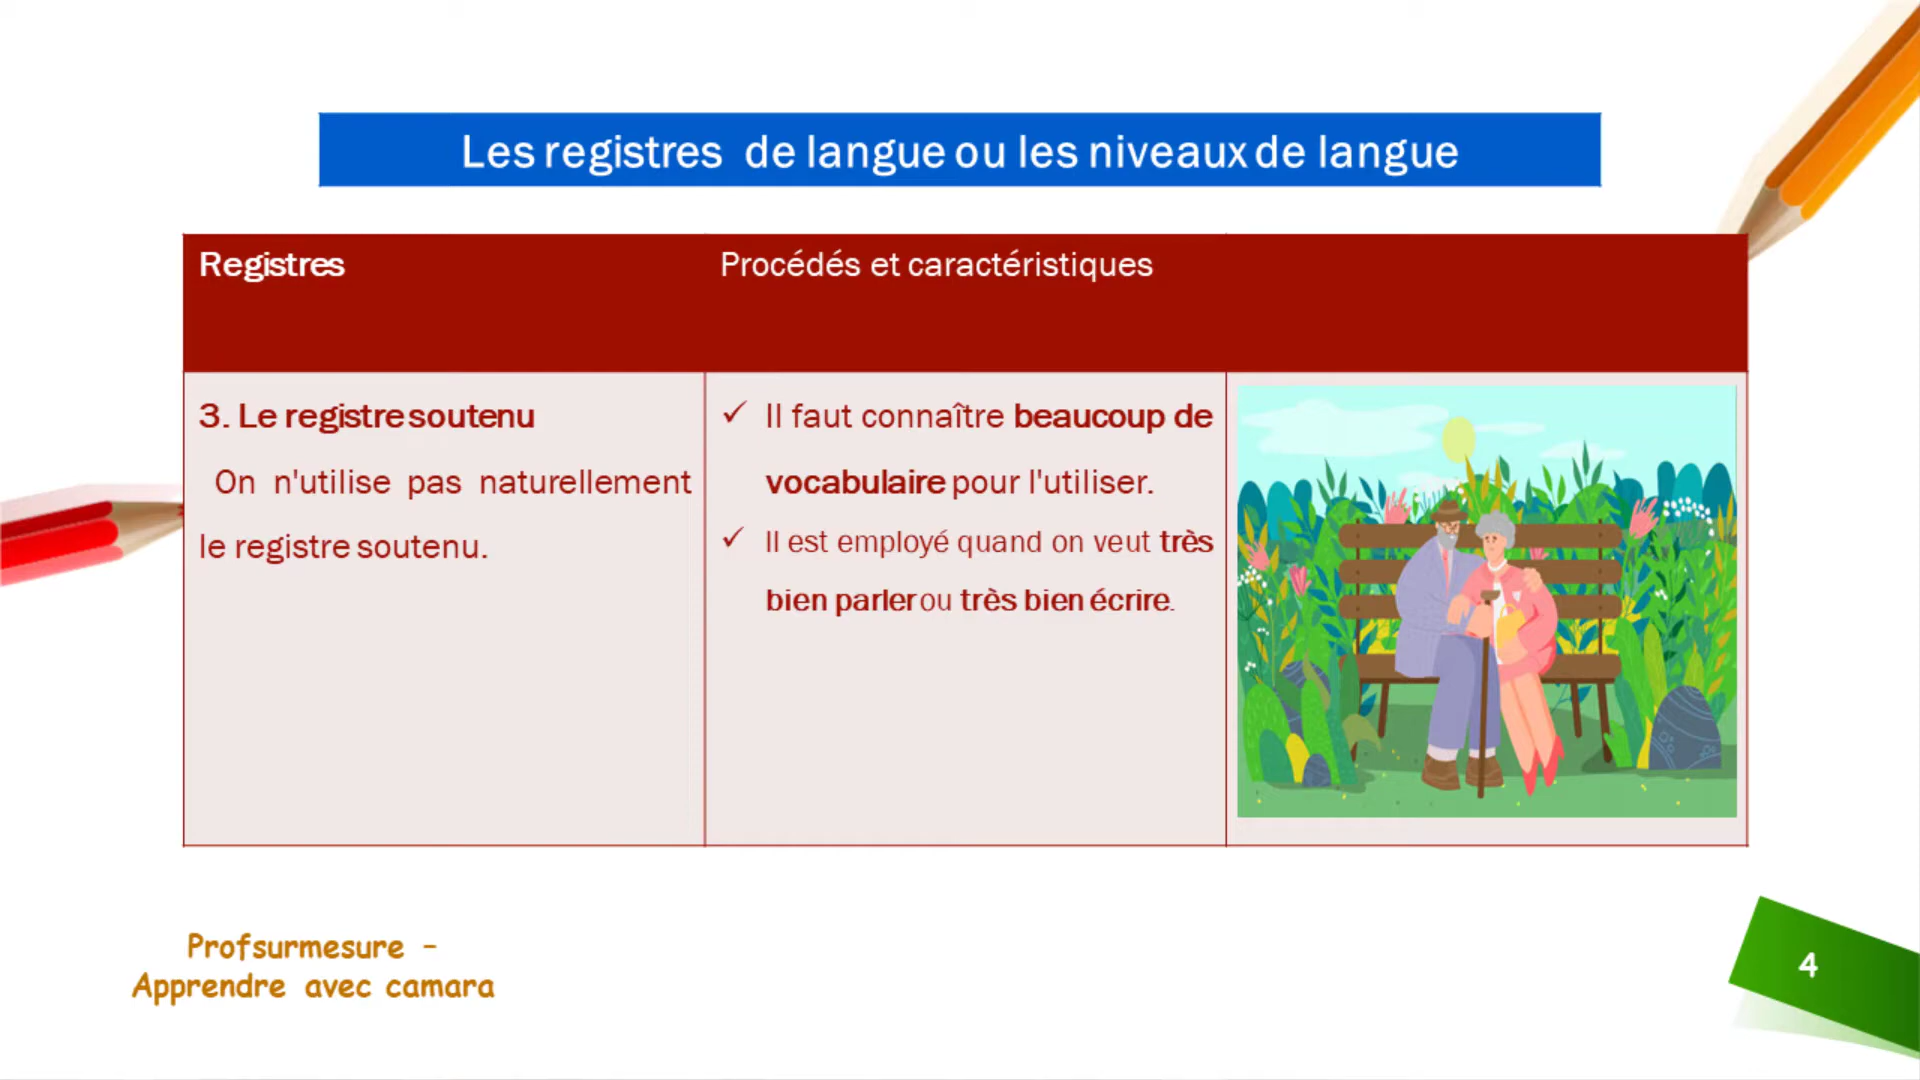 Les registres de langue ou les niveaux de langue
Registres
Procédés et caractéristiques
3. Le registre soutenu
On n'utilise pas naturellement
le registre soutenu.
✓ Il faut connaître beaucoup de
vocabulaire pour l'utiliser.
✓ Il est employé quand on veut très
bien parler ou très bien écrire.
Profsurmesure –
Apprendre avec camara
4